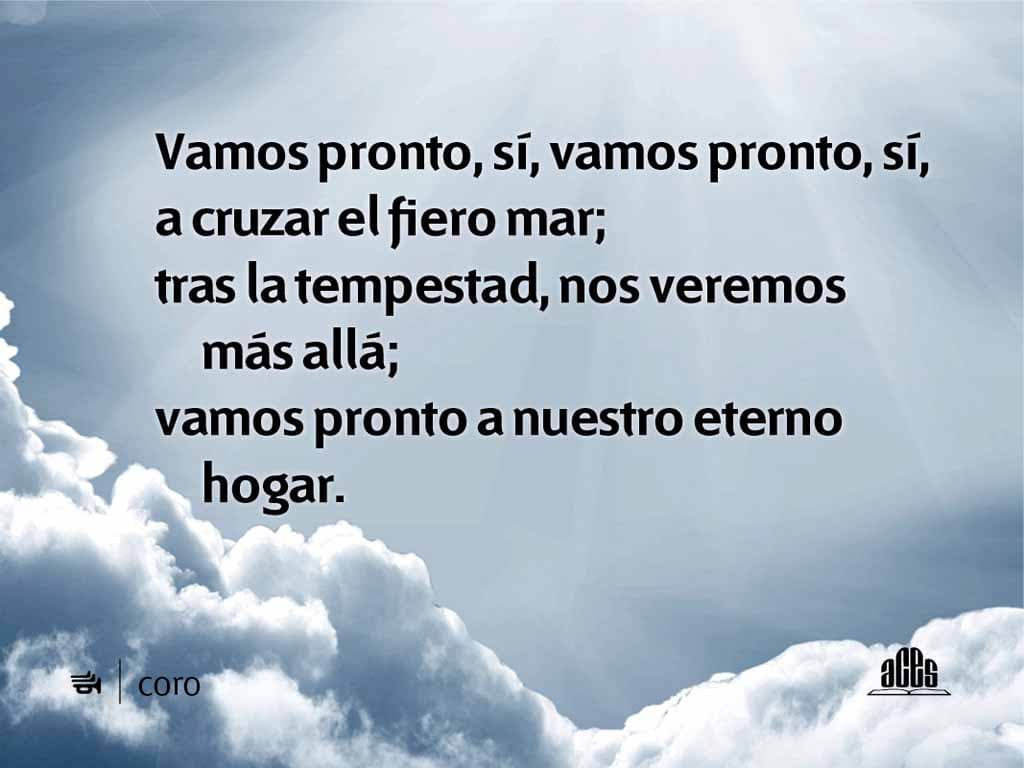 Vamos pronto, sí, vamos pronto, sí,
a cruzar el fiero mar;
tras la tempestad, nos veremos
más allá;
vamos pronto a nuestro eterno
hogar.
coro
aces